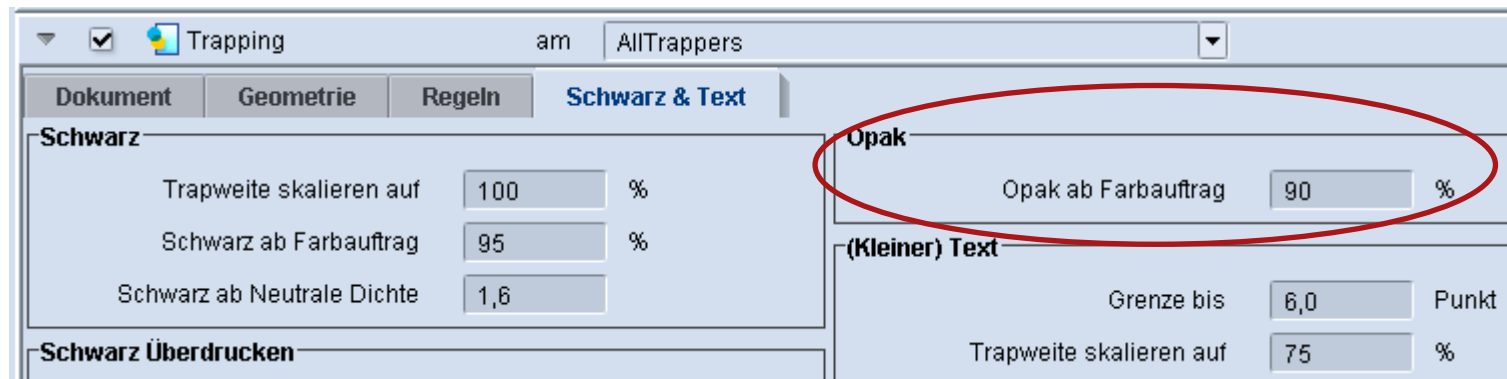 Trapping am AllTrappers
Dokument Geometrie Regeln Schwarz & Text
Schwarz
Trapweite skalieren auf 100 %
Schwarz ab Farbauftrag 95 %
Schwarz ab Neutrale Dichte 1,6
Schwarz Überdrucken
Opak
Opak ab Farbauftrag 90 %
(Kleiner) Text
Grenze bis 6,0 Punkt
Trapweite skalieren auf 75 %